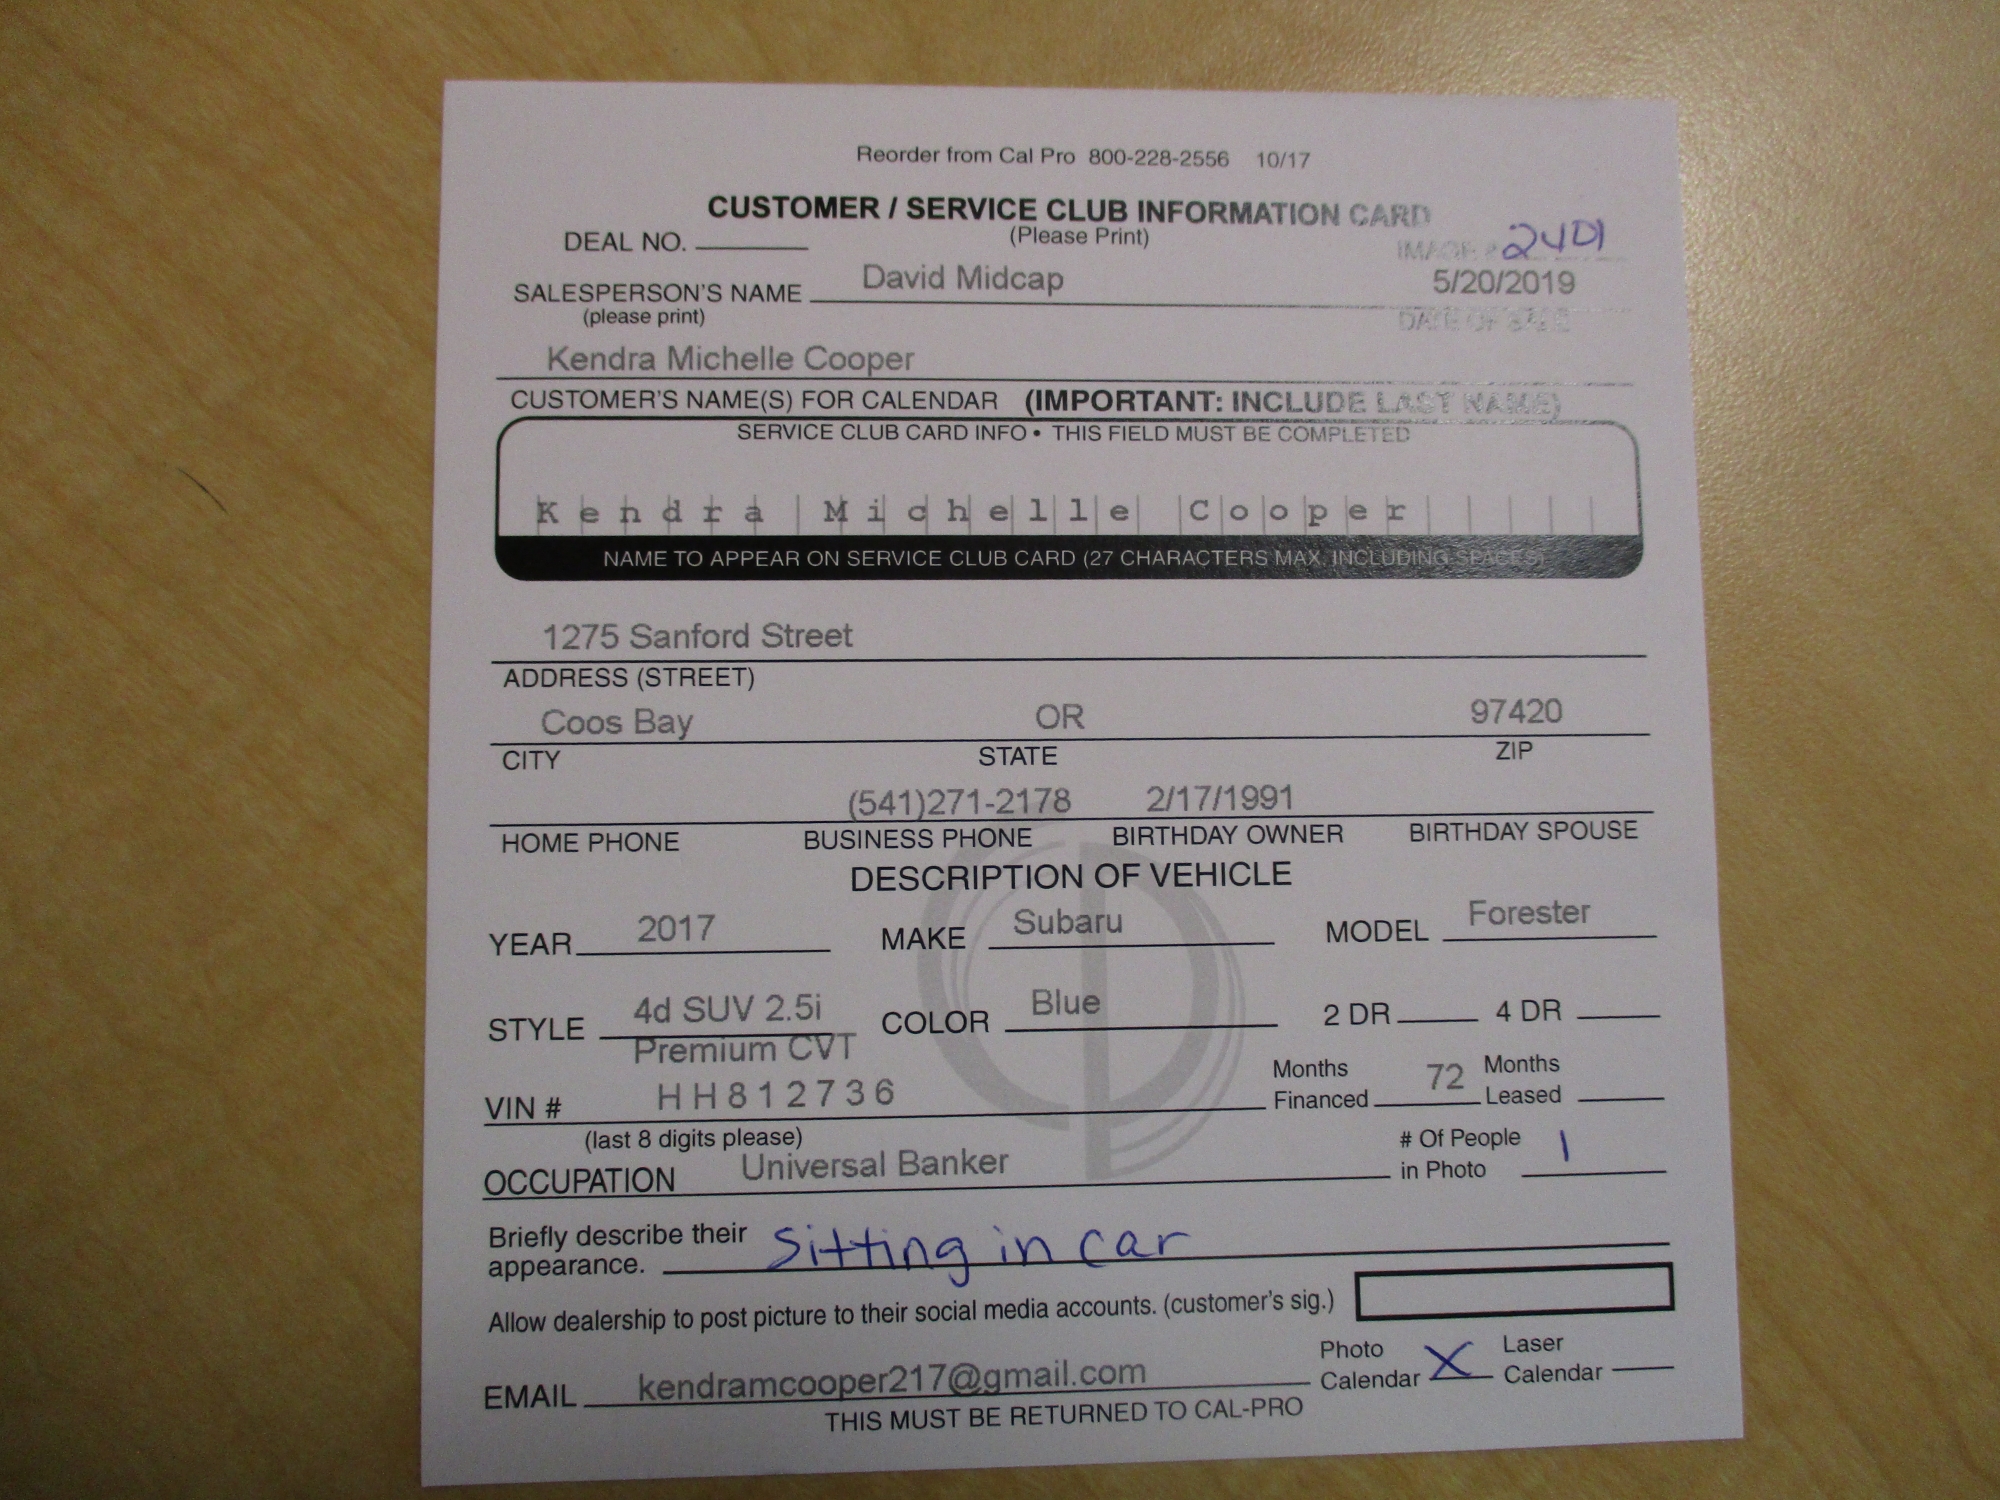 Reorder from Cal Pro 800-228-2556 10/17
CUSTOMER / SERVICE CLUB INFORMATION CARD
DEAL NO. (Please Print) IMAGE # 2401
SALESPERSON'S NAME David Midcap 5/20/2019
(please print) DATE OF SALE
Kendra Michelle Cooper
CUSTOMER'S NAME(S) FOR CALENDAR (IMPORTANT: INCLUDE LAST NAME)
SERVICE CLUB CARD INFO • THIS FIELD MUST BE COMPLETED
Kendra Michelle Cooper
NAME TO APPEAR ON SERVICE CLUB CARD (27 CHARACTERS MAX. INCLUDING SPACES)
1275 Sanford Street
ADDRESS (STREET)
Coos Bay OR 97420
CITY STATE ZIP
(541)271-2178 2/17/1991
HOME PHONE BUSINESS PHONE BIRTHDAY OWNER BIRTHDAY SPOUSE
DESCRIPTION OF VEHICLE
YEAR 2017 MAKE Subaru MODEL Forester
STYLE 4d SUV 2.5i COLOR Blue 2 DR 4 DR
Premium CVT
VIN # HH812736 Months Financed 72 Months Leased
(last 8 digits please)
OCCUPATION Universal Banker # Of People in Photo 1
Briefly describe their appearance. Sitting in car
Allow dealership to post picture to their social media accounts. (customer's sig.)
EMAIL kendramcooper217@gmail.com Photo Calendar X Laser Calendar
THIS MUST BE RETURNED TO CAL-PRO